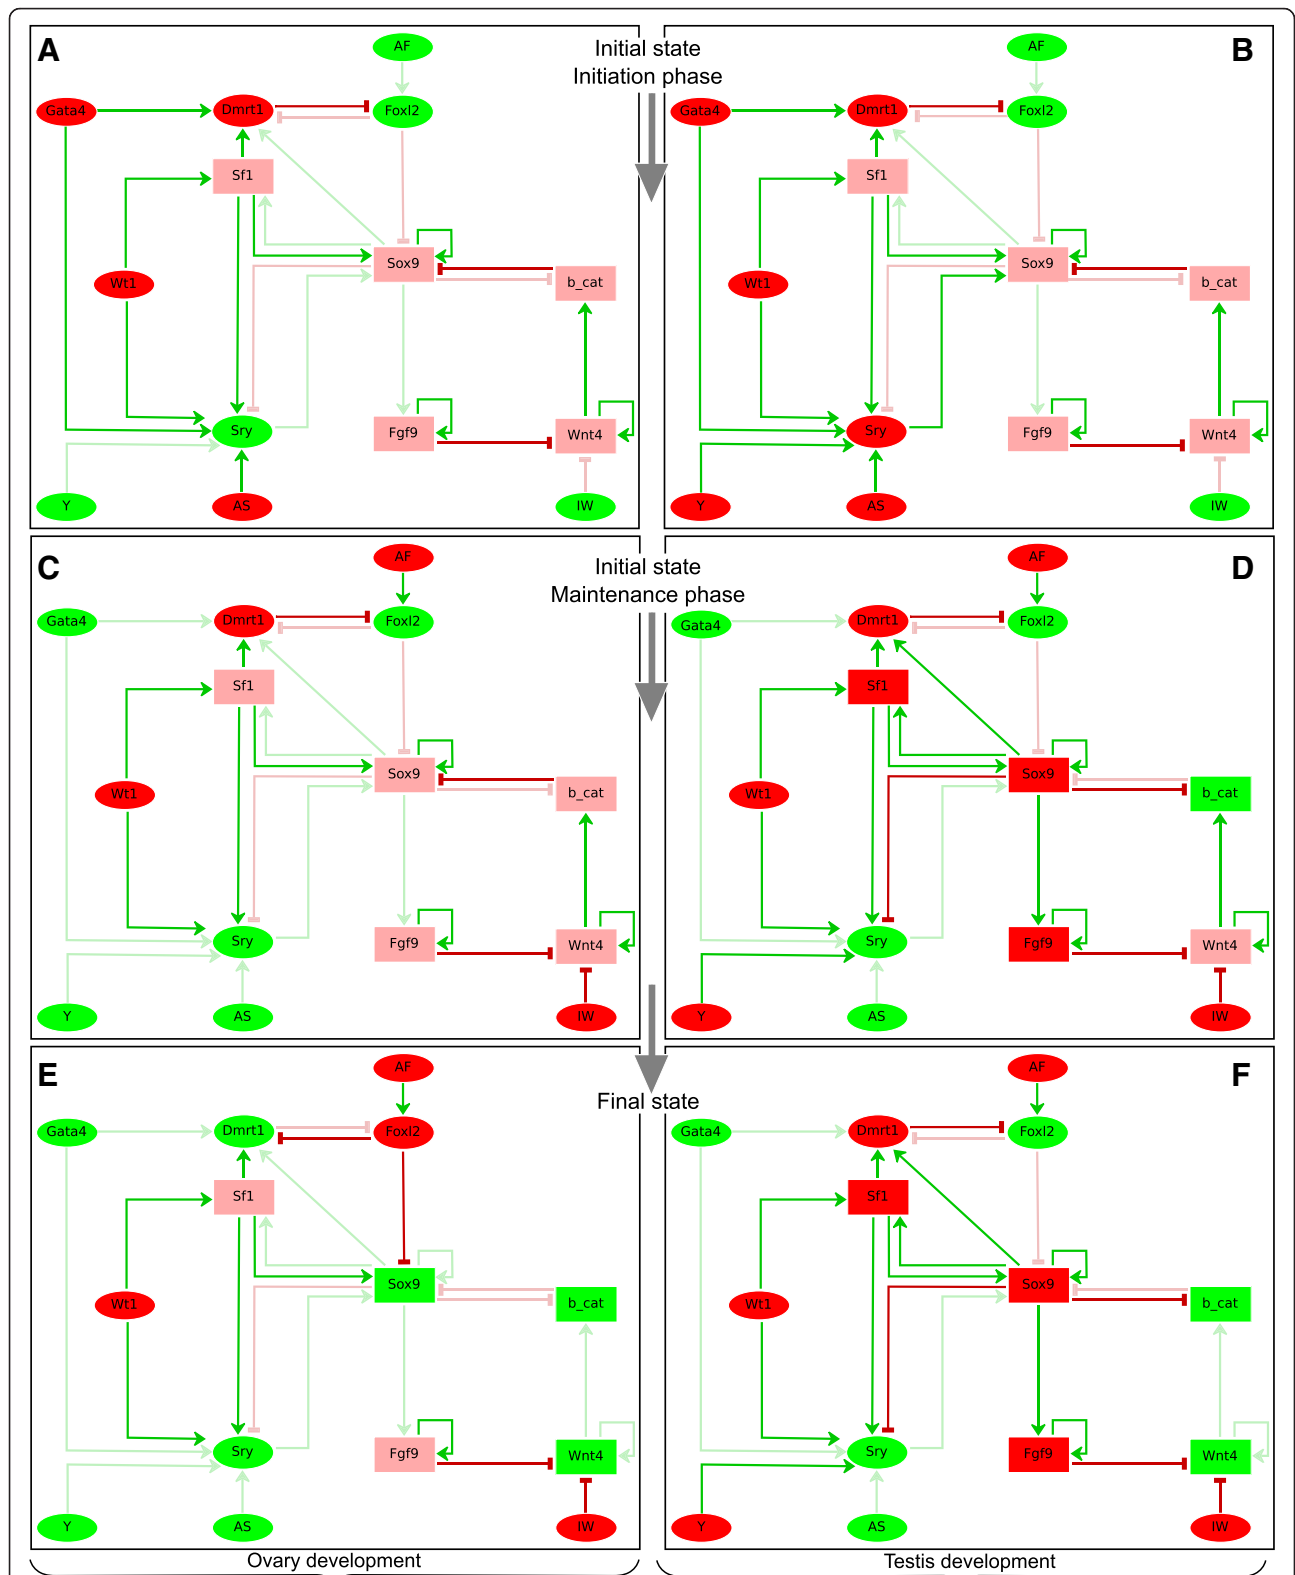 A
Initial state
Initiation phase
B
AF
Gata4
Dmrt1
Foxl2
Sf1
Wt1
Sox9
b_cat
Sry
Fgf9
Wnt4
Y
AS
IW
AF
Gata4
Dmrt1
Foxl2
Sf1
Wt1
Sox9
b_cat
Sry
Fgf9
Wnt4
Y
AS
IW
C
Initial state
Maintenance phase
D
AF
Gata4
Dmrt1
Foxl2
Sf1
Wt1
Sox9
b_cat
Sry
Fgf9
Wnt4
Y
AS
IW
AF
Gata4
Dmrt1
Foxl2
Sf1
Wt1
Sox9
b_cat
Sry
Fgf9
Wnt4
Y
AS
IW
E
Final state
F
AF
Gata4
Dmrt1
Foxl2
Sf1
Wt1
Sox9
b_cat
Sry
Fgf9
Wnt4
Y
AS
IW
AF
Gata4
Dmrt1
Foxl2
Sf1
Wt1
Sox9
b_cat
Sry
Fgf9
Wnt4
Y
AS
IW
Ovary development
Testis development